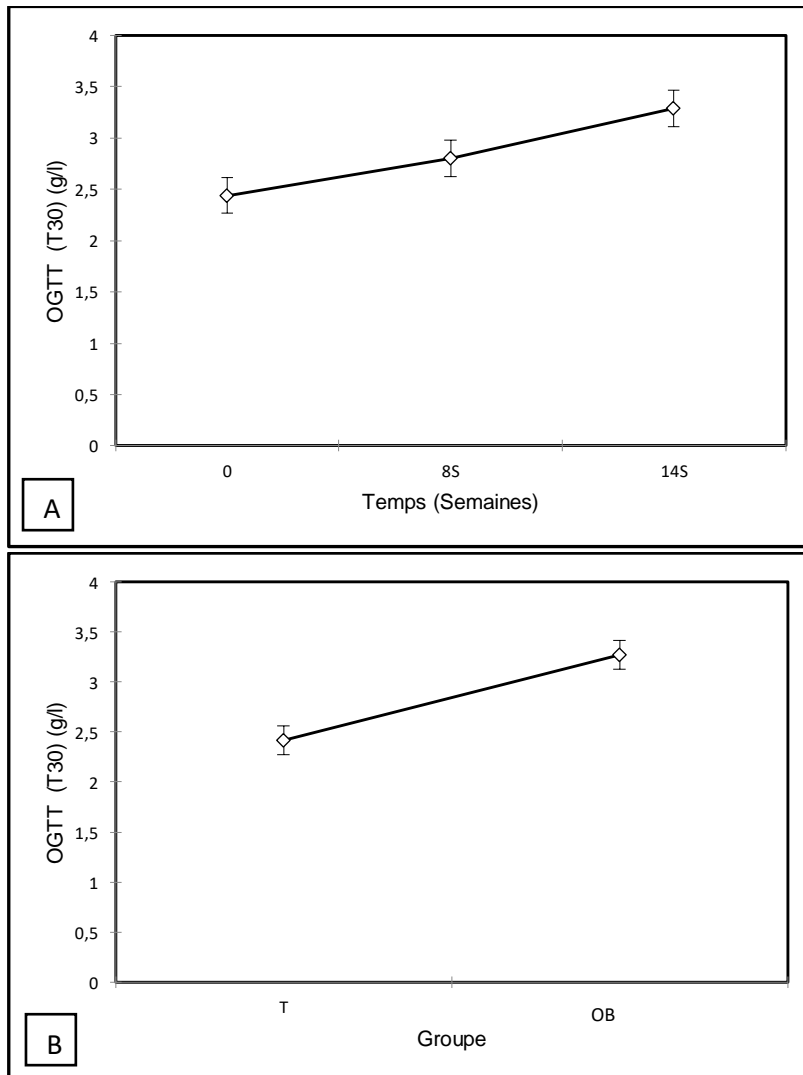 4
3,5
3
2,5
2
1,5
1
0,5
0
OGTT (T30) (g/l)
0 8S 14S
Temps (Semaines)
A
4
3,5
3
2,5
2
1,5
1
0,5
0
OGTT (T30) (g/l)
T OB
Groupe
B